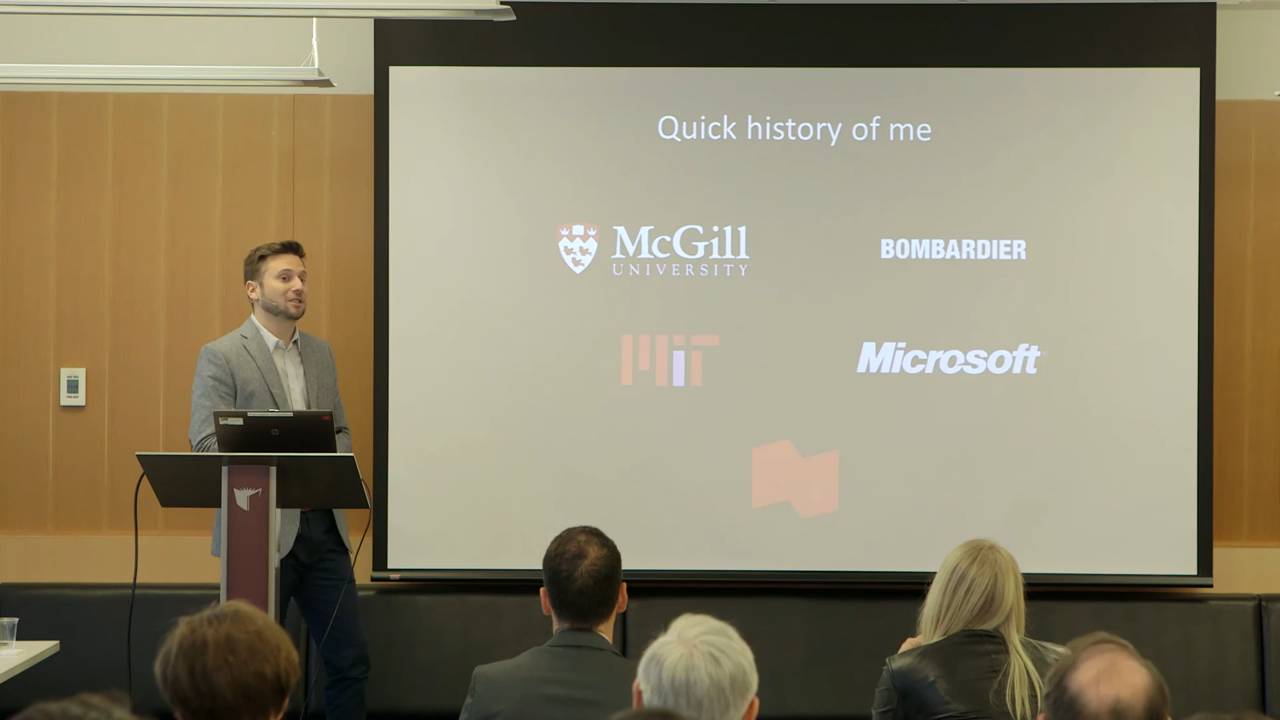 Quick history of me
McGill
UNIVERSITY
BOMBARDIER
MIT
Microsoft